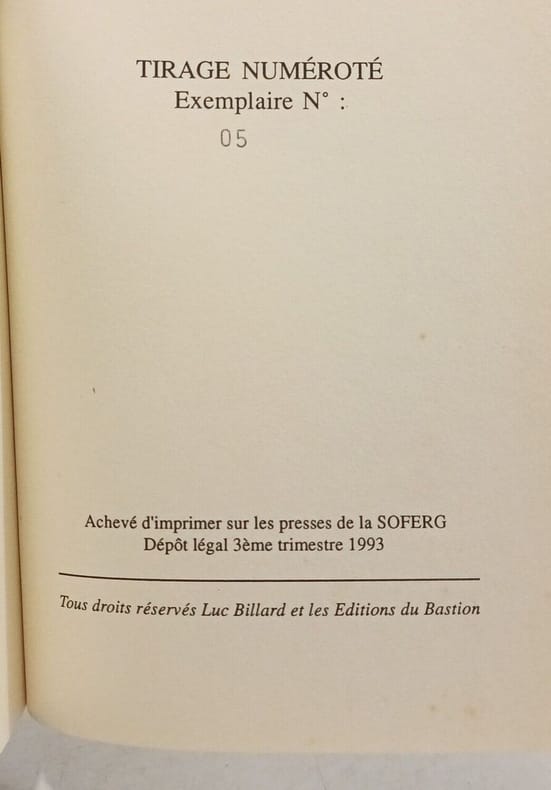 TIRAGE NUMÉROTÉ
Exemplaire N° :
05
Achevé d'imprimer sur les presses de la SOFERG
Dépôt légal 3ème trimestre 1993
Tous droits réservés Luc Billard et les Editions du Bastion